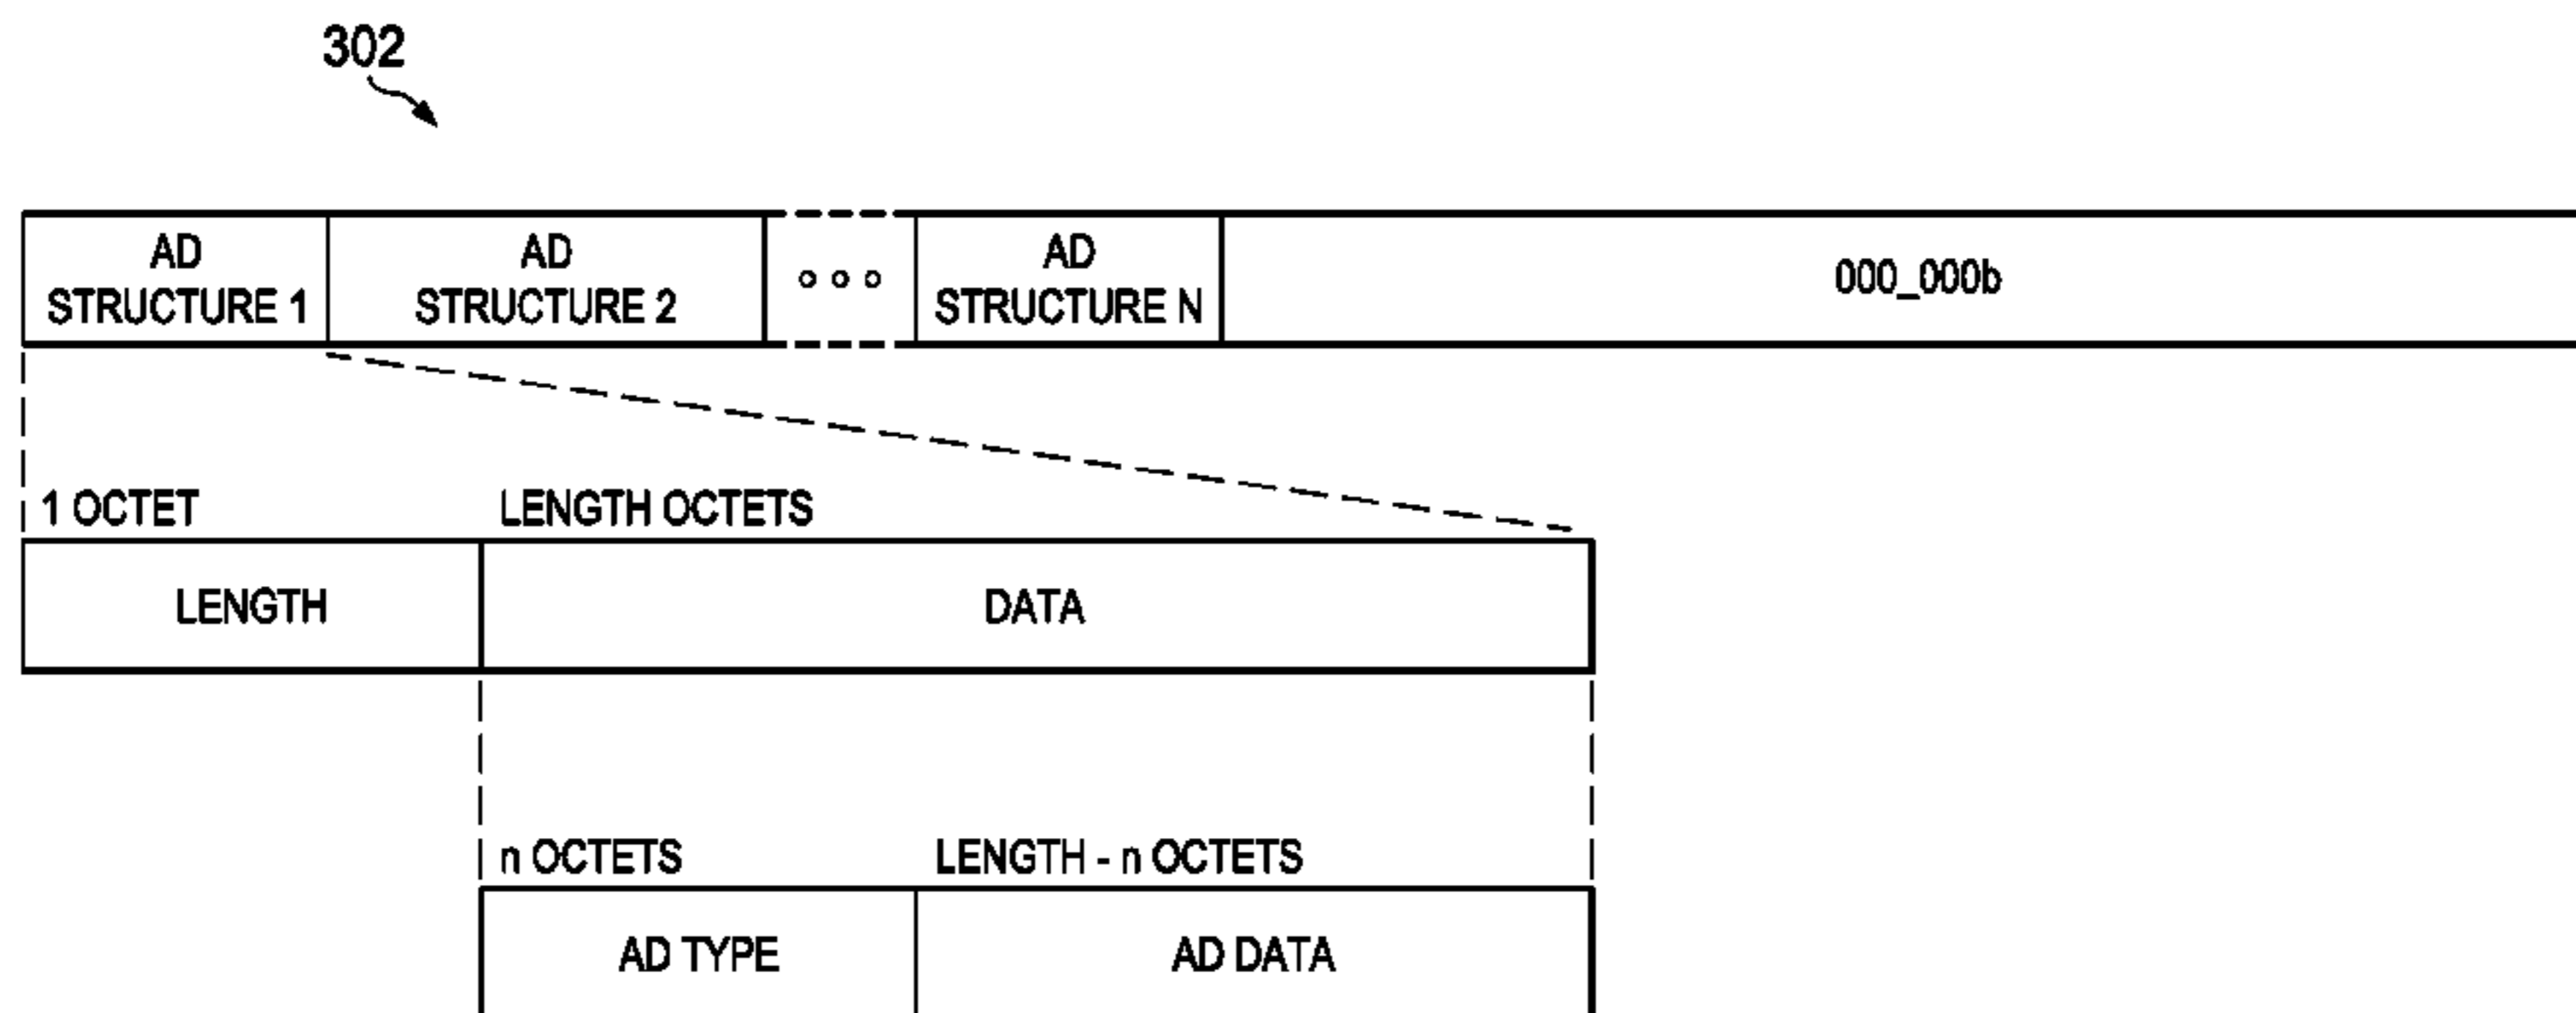 302
AD
STRUCTURE 1
AD
STRUCTURE 2
AD
STRUCTURE N
000_000b
1 OCTET
LENGTH OCTETS
LENGTH
DATA
n OCTETS
LENGTH - n OCTETS
AD TYPE
AD DATA